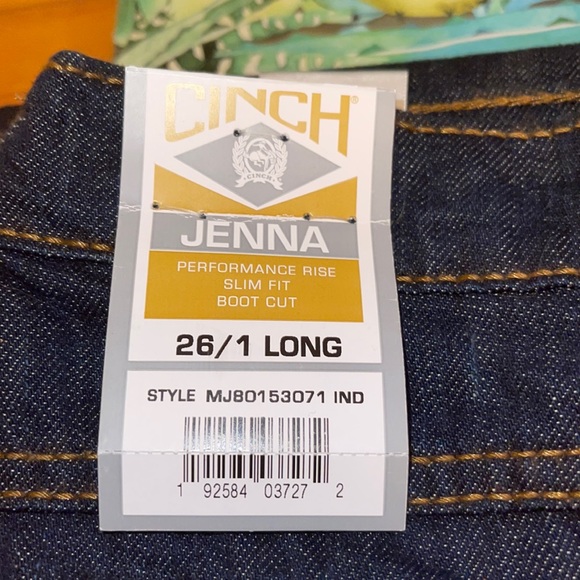 CINCH®
·CINCH·
JENNA
PERFORMANCE RISE
SLIM FIT
BOOT CUT
26/1 LONG
STYLE MJ80153071 IND
1 92584 03727 2